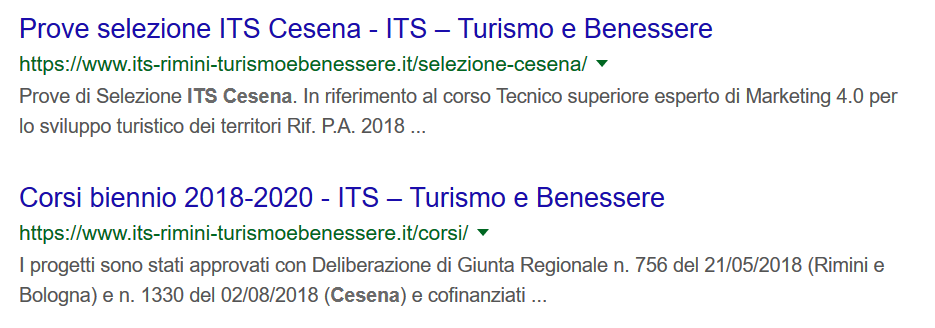 Prove selezione ITS Cesena - ITS – Turismo e Benessere
https://www.its-rimini-turismoebenessere.it/selezione-cesena/
Prove di Selezione ITS Cesena. In riferimento al corso Tecnico superiore esperto di Marketing 4.0 per
lo sviluppo turistico dei territori Rif. P.A. 2018 ...
Corsi biennio 2018-2020 - ITS – Turismo e Benessere
https://www.its-rimini-turismoebenessere.it/corsi/
I progetti sono stati approvati con Deliberazione di Giunta Regionale n. 756 del 21/05/2018 (Rimini e
Bologna) e n. 1330 del 02/08/2018 (Cesena) e cofinanziati ...